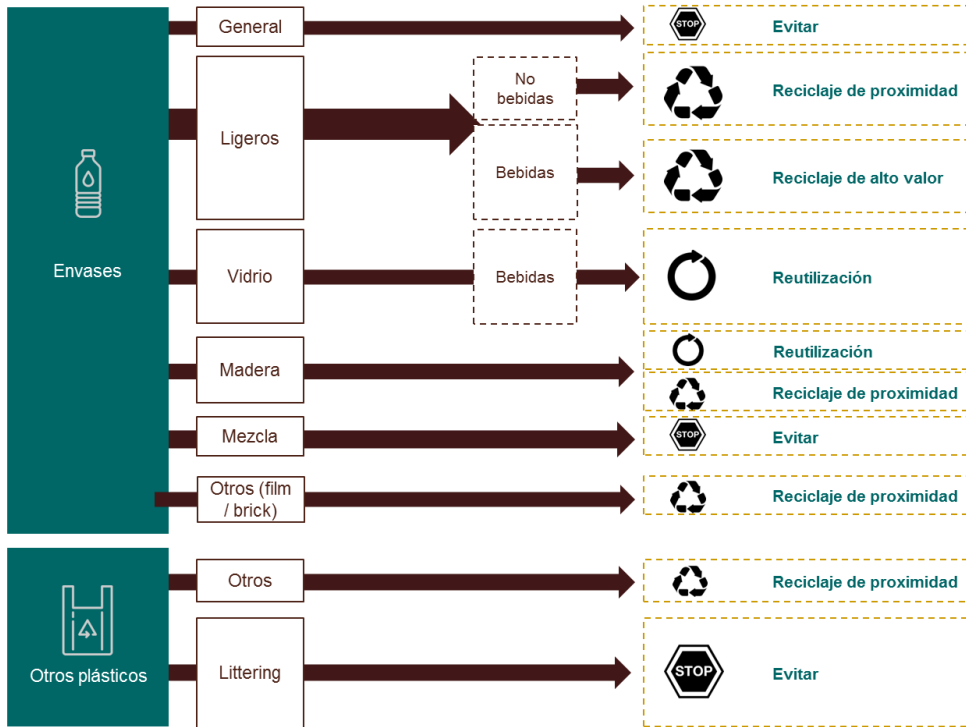 General
STOP
Evitar
No
bebidas
Reciclaje de proximidad
Ligeros
Bebidas
Reciclaje de alto valor
Envases
Vidrio
Bebidas
Reutilización
Madera
Reutilización
Reciclaje de proximidad
Mezcla
STOP
Evitar
Otros (film
/ brick)
Reciclaje de proximidad
Otros
Reciclaje de proximidad
Otros plásticos
Littering
STOP
Evitar